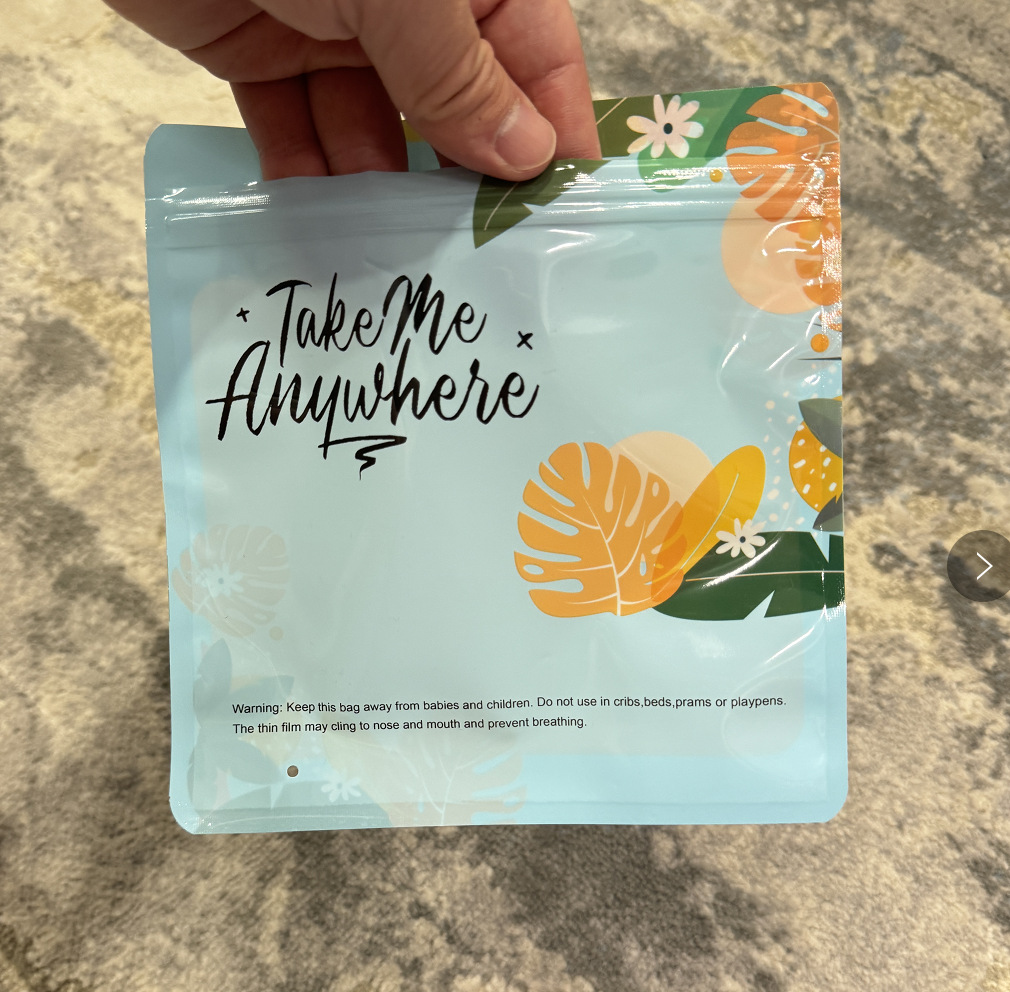 Take Me
Anywhere
Warning: Keep this bag away from babies and children. Do not use in cribs,beds,prams or playpens.
The thin film may cling to nose and mouth and prevent breathing.